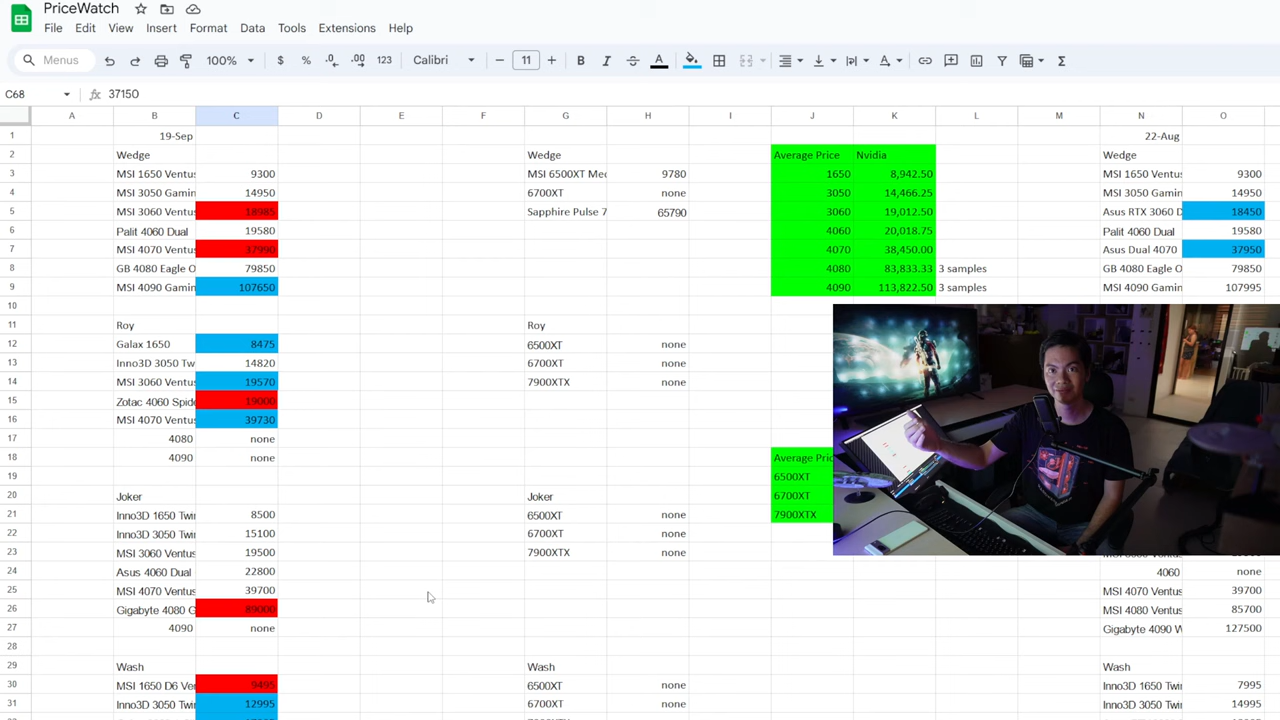 PriceWatch
File Edit View Insert Format Data Tools Extensions Help
Menus 100% $ % .0 .00 123 Calibri 11 B I A
C68 fx 37150
A B C D E F G H I J K L M N O
1 19-Sep 22-Aug
2 Wedge Wedge Average Price Nvidia Wedge
3 MSI 1650 Ventus 9300 MSI 6500XT Mec 9780 1650 8,942.50 MSI 1650 Ventus 9300
4 MSI 3050 Gamin 14950 6700XT none 3050 14,466.25 MSI 3050 Gamin 14950
5 MSI 3060 Ventus 18985 Sapphire Pulse 7 65790 3060 19,012.50 Asus RTX 3060 D 18450
6 Palit 4060 Dual 19580 4060 20,018.75 Palit 4060 Dual 19580
7 MSI 4070 Ventus 37990 4070 38,450.00 Asus Dual 4070 37950
8 GB 4080 Eagle O 79850 4080 83,833.33 3 samples GB 4080 Eagle O 79850
9 MSI 4090 Gamin 107650 4090 113,822.50 3 samples MSI 4090 Gamin 107995
10
11 Roy Roy
12 Galax 1650 8475 6500XT none
13 Inno3D 3050 Tw 14820 6700XT none
14 MSI 3060 Ventus 19570 7900XTX none
15 Zotac 4060 Spid 19000
16 MSI 4070 Ventus 39730
17 4080 none
18 4090 none Average Pri
19 6500XT
20 Joker Joker 6700XT
21 Inno3D 1650 Twi 8500 6500XT none 7900XTX
22 Inno3D 3050 Twi 15100 6700XT none
23 MSI 3060 Ventus 19500 7900XTX none
24 Asus 4060 Dual 22800 4060 none
25 MSI 4070 Ventus 39700 MSI 4070 Ventus 39700
26 Gigabyte 4080 G 89000 MSI 4080 Ventus 85700
27 4090 none Gigabyte 4090 W 127500
28
29 Wash Wash Wash
30 MSI 1650 D6 Ve 9495 6500XT none Inno3D 1650 Twi 7995
31 Inno3D 3050 Twi 12995 6700XT none Inno3D 3050 Twi 14995